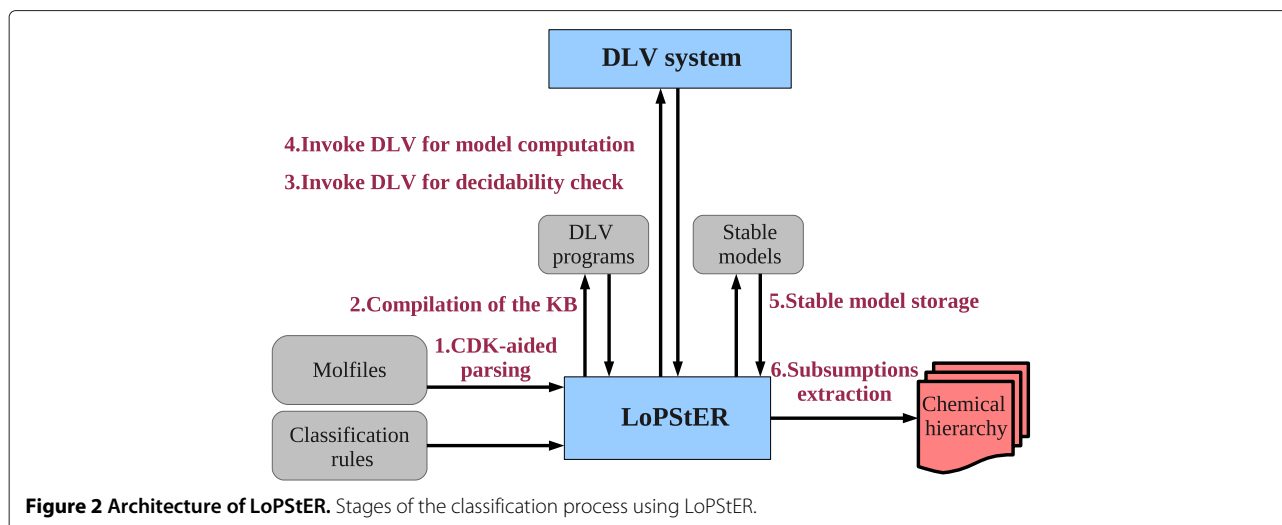 DLV system
4.Invoke DLV for model computation
3.Invoke DLV for decidability check
DLV
programs
Stable
models
2.Compilation of the KB
5.Stable model storage
Molfiles
1.CDK-aided
parsing
6.Subsumptions
extraction
Classification
rules
LoPStER
Chemical
hierarchy
Figure 2 Architecture of LoPStER. Stages of the classification process using LoPStER.